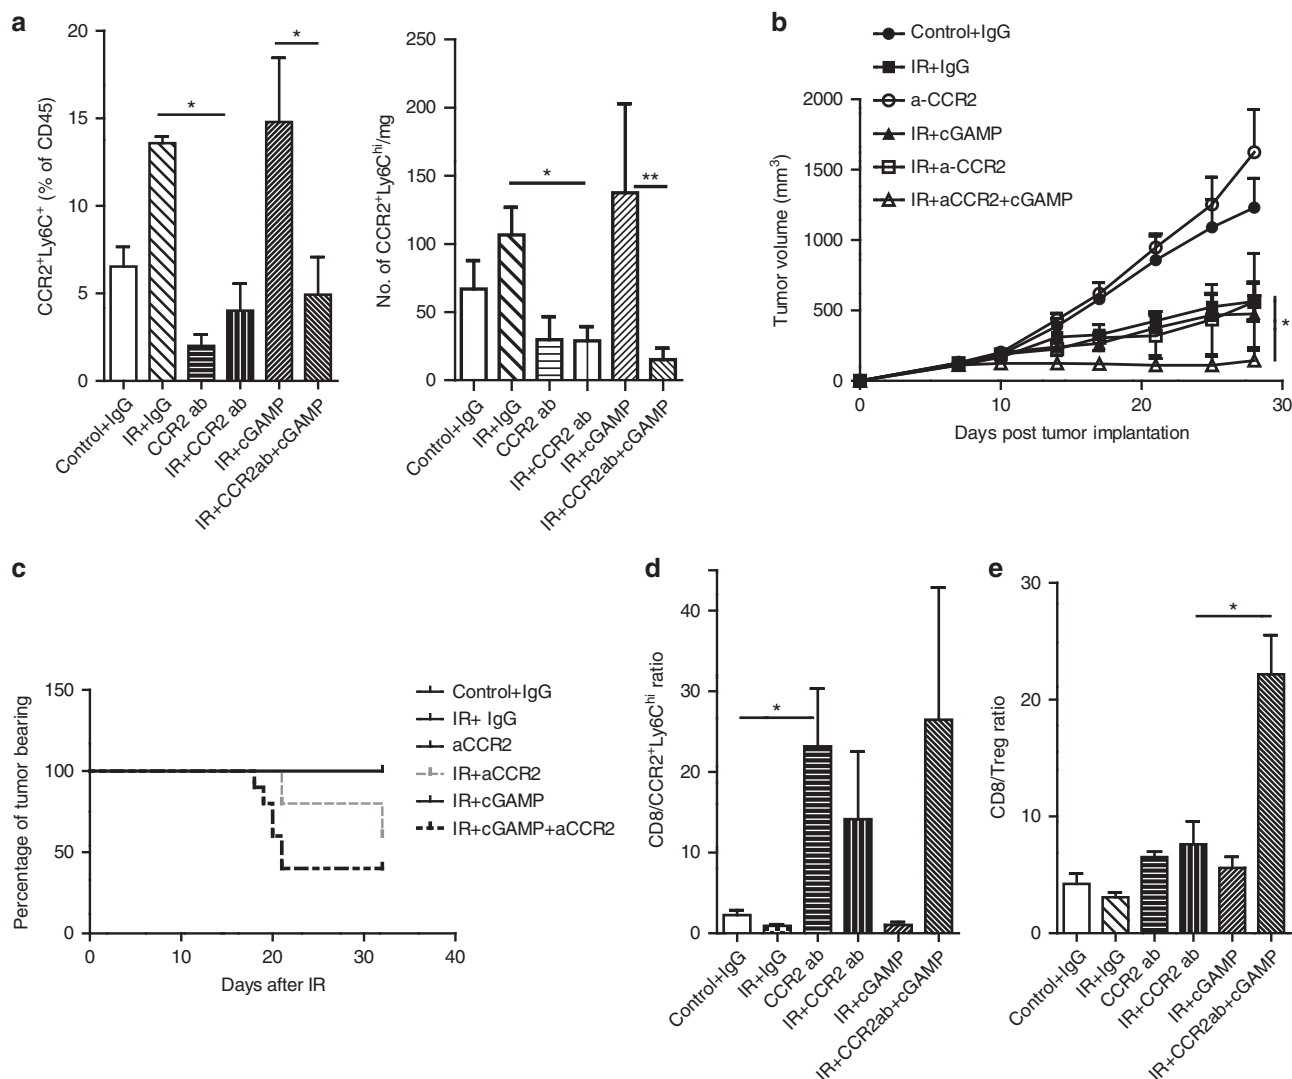 a
20
15
10
5
0
CCR2⁺Ly6C⁺ (% of CD45)
*
*
Control+IgG
IR+IgG
CCR2 ab
IR+CCR2 ab
IR+cGAMP
IR+CCR2ab+cGAMP
250
200
150
100
50
0
No. of CCR2⁺Ly6Cʰⁱ/mg
*
**
Control+IgG
IR+IgG
CCR2 ab
IR+CCR2 ab
IR+cGAMP
IR+CCR2ab+cGAMP
b
Control+IgG
IR+IgG
a-CCR2
IR+cGAMP
IR+a-CCR2
IR+aCCR2+cGAMP
2000
1500
1000
500
0
Tumor volume (mm³)
*
0 10 20 30
Days post tumor implantation
c
150
100
50
0
Percentage of tumor bearing
0 10 20 30 40
Days after IR
Control+IgG
IR+ IgG
aCCR2
IR+aCCR2
IR+cGAMP
IR+cGAMP+aCCR2
d
40
30
20
10
0
CD8/CCR2⁺Ly6Cʰⁱ ratio
*
Control+IgG
IR+IgG
CCR2 ab
IR+CCR2 ab
IR+cGAMP
IR+CCR2ab+cGAMP
e
30
20
10
0
CD8/Treg ratio
*
Control+IgG
IR+IgG
CCR2 ab
IR+CCR2 ab
IR+cGAMP
IR+CCR2ab+cGAMP